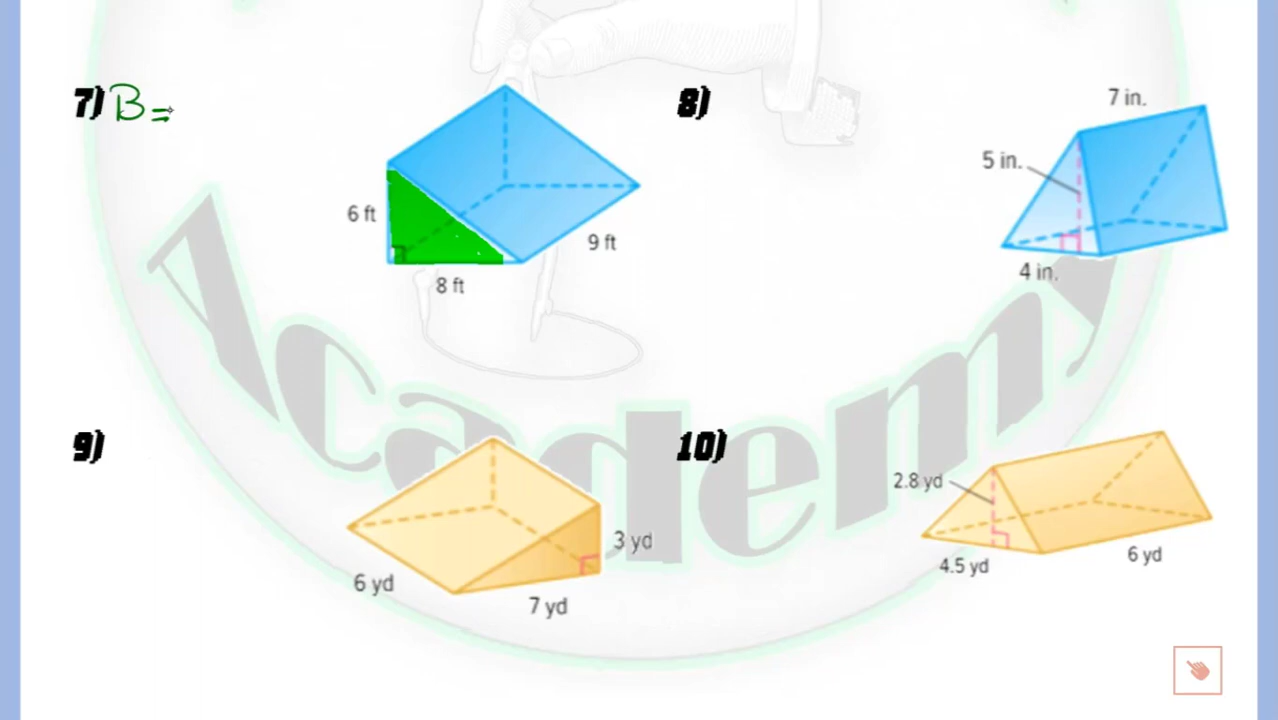 7) B =
6 ft
8 ft
9 ft
8)
7 in.
5 in.
4 in.
9)
3 yd
6 yd
7 yd
10)
2.8 yd
4.5 yd
6 yd
Academy